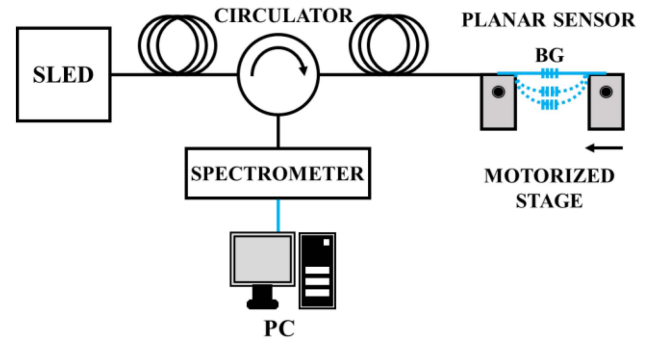 CIRCULATOR
PLANAR SENSOR
BG
SLED
SPECTROMETER
MOTORIZED
STAGE
PC